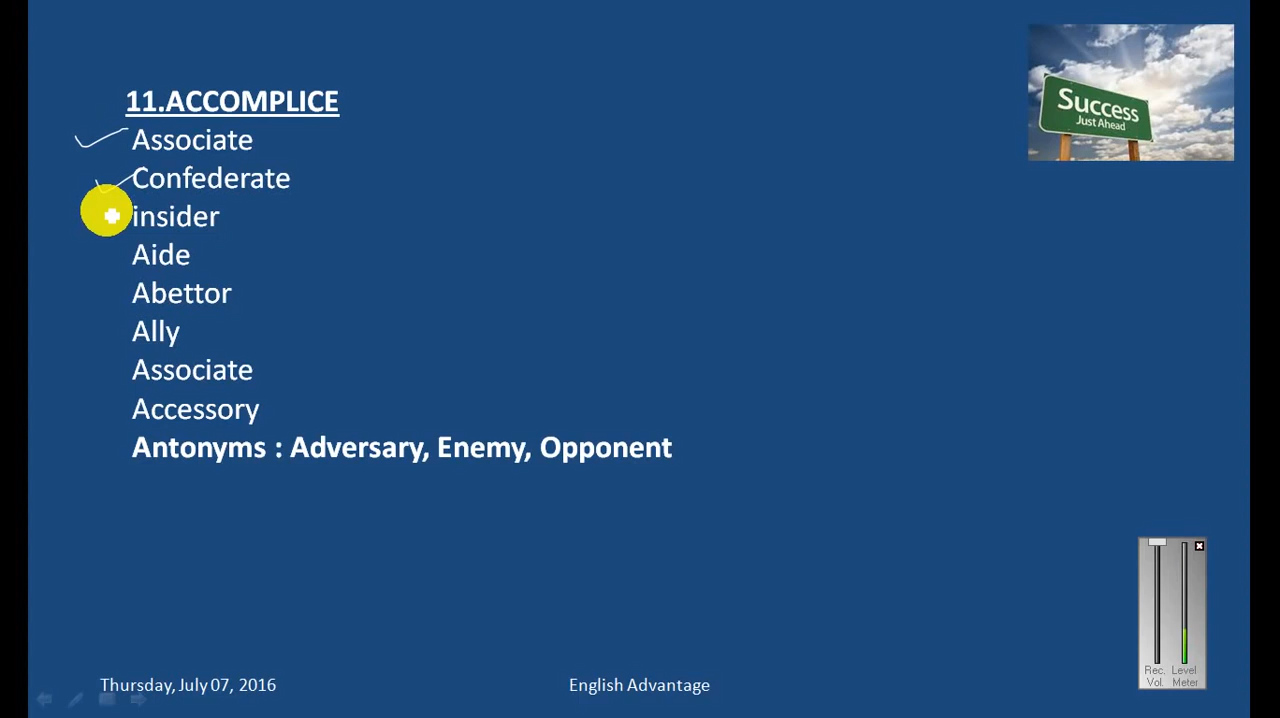 11.ACCOMPLICE
Associate
Confederate
insider
Aide
Abettor
Ally
Associate
Accessory
Antonyms : Adversary, Enemy, Opponent
Success
Just Ahead
Rec. Level
Vol. Meter
Thursday, July 07, 2016
English Advantage